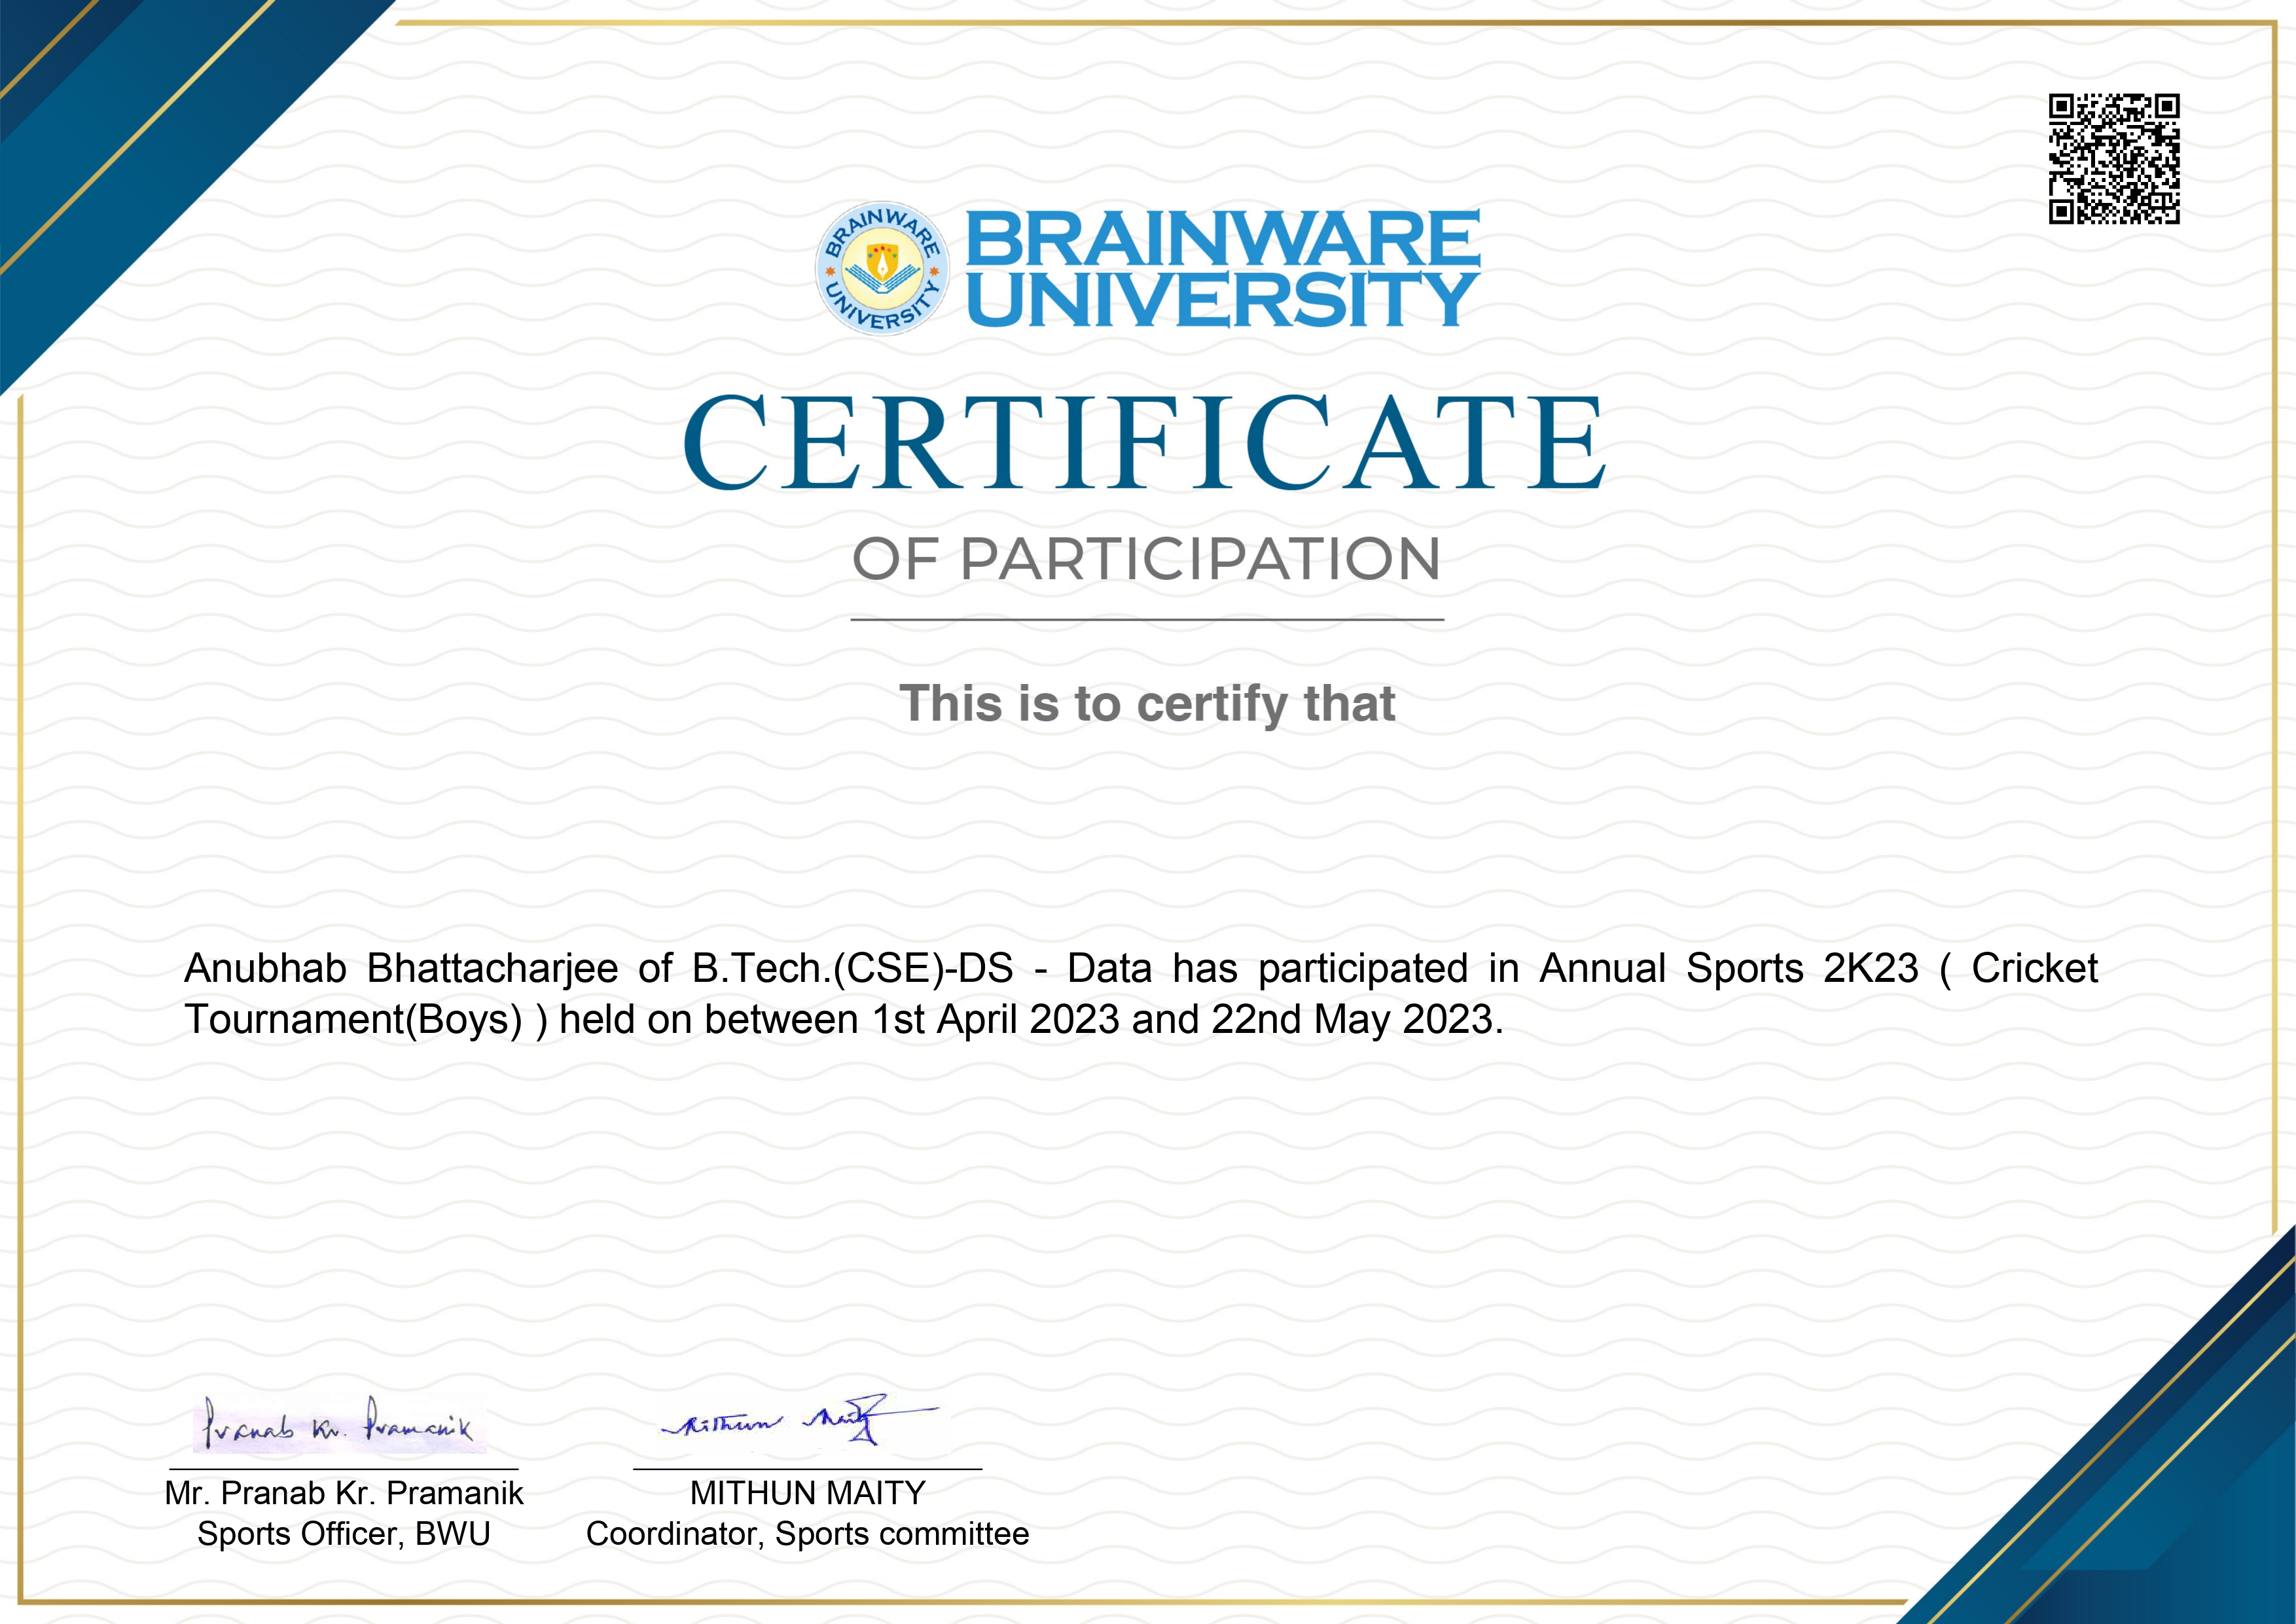 BRAINWARE UNIVERSITY
BRAINWARE
UNIVERSITY
CERTIFICATE
OF PARTICIPATION
This is to certify that
Anubhab Bhattacharjee of B.Tech.(CSE)-DS - Data has participated in Annual Sports 2K23 ( Cricket
Tournament(Boys) ) held on between 1st April 2023 and 22nd May 2023.
Pranab Kr. Pramanik
Mithun Maity
Mr. Pranab Kr. Pramanik
Sports Officer, BWU
MITHUN MAITY
Coordinator, Sports committee